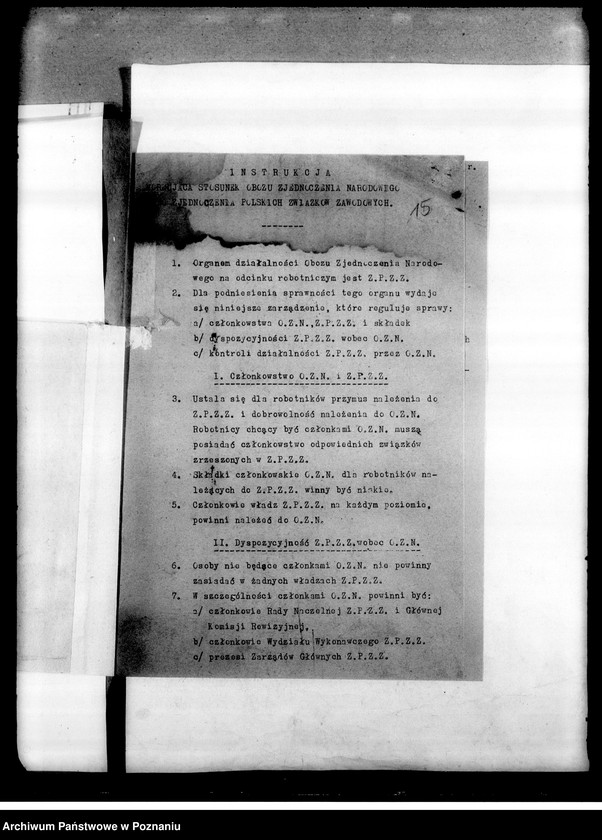 INSTRUKCJA
STOSUNEK OBOZU ZJEDNOCZENIA NARODOWEGO
ZJEDNOCZENIA POLSKICH ZWIĄZKÓW ZAWODOWYCH.
15
1. Organem działalności Obozu Zjednoczenia Narodo-
wego na odcinku robotniczym jest Z.P.Z.Z.
2. Dla podniesienia sprawności tego organu wydaje
się niniejsze zarządzenie, które reguluje sprawy:
a/ członkowstwa O.Z.N.,Z.P.Z.Z. i składek
b/ dyspozycyjności Z.P.Z.Z. wobec O.Z.N.
c/ kontroli działalności Z.P.Z.Z. przez O.Z.N.
I. Członkowstwo O.Z.N. i Z.P.Z.Z.
3. Ustala się dla robotników przymus należenia do
Z.P.Z.Z. i dobrowolność należenia do O.Z.N.
Robotnicy chcący być członkami O.Z.N. muszą
posiadać członkowstwo odpowiednich związków
zrzeszonych w Z.P.Z.Z.
4. Składki członkowskie O.Z.N. dla robotników na-
leżących do Z.P.Z.Z. winny być niskie.
5. Członkowie władz Z.P.Z.Z. na każdym poziomie,
powinni należeć do O.Z.N.
II. Dyspozycyjność Z.P.Z.Z.wobec O.Z.N.
6. Osoby nie będące członkami O.Z.N. nie powinny
zasiadać w żadnych władzach Z.P.Z.Z.
7. W szczególności członkami O.Z.N. powinni być:
a/ członkowie Rady Naczelnej Z.P.Z.Z. i Głównej
Komisji Rewizyjnej,
b/ członkowie Wydziału Wykonawczego Z.P.Z.Z.
c/ prezesi Zarządów Głównych Z.P.Z.Z.
r.
h
Archiwum Państwowe w Poznaniu